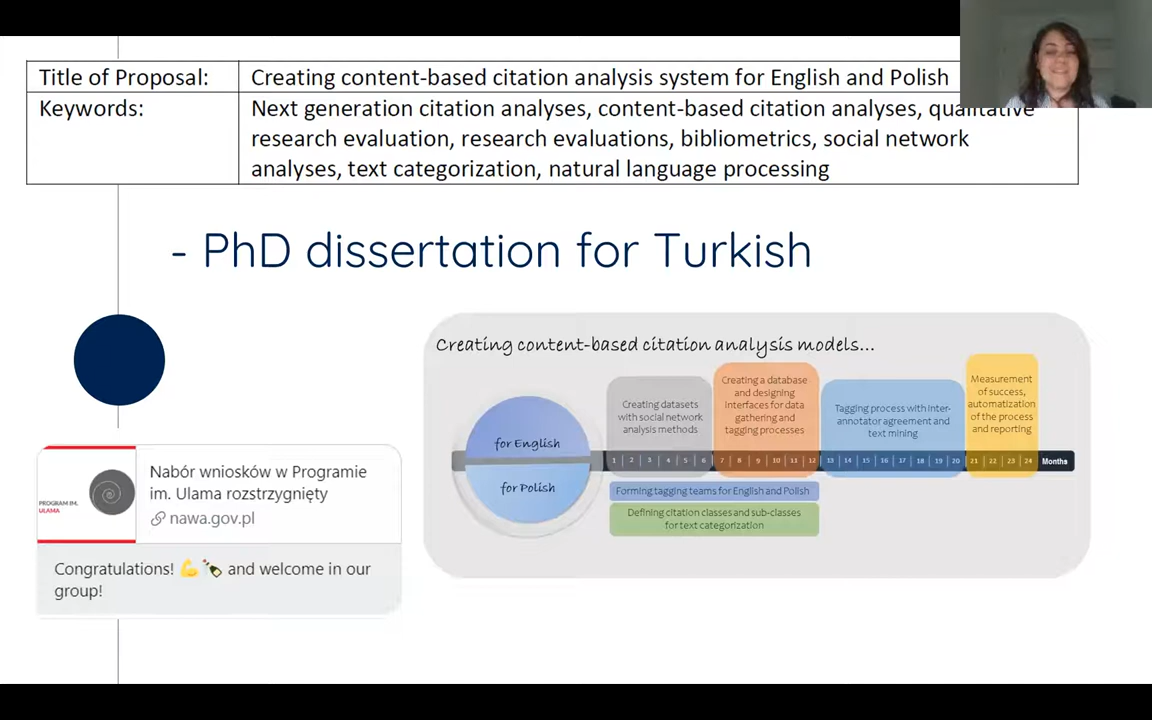 Title of Proposal: Creating content-based citation analysis system for English and Polish
Keywords: Next generation citation analyses, content-based citation analyses, qualitative
research evaluation, research evaluations, bibliometrics, social network
analyses, text categorization, natural language processing
- PhD dissertation for Turkish
Creating content-based citation analysis models...
for English
for Polish
Creating datasets
with social network
analysis methods
Creating a database
and designing
interfaces for data
gathering and
tagging processes
Tagging process with inter-
annotator agreement and
text mining
Measurement
of success,
automatization
of the process
and reporting
1 2 3 4 5 6 7 8 9 10 11 12 13 14 15 16 17 18 19 20 21 22 23 24 Months
Forming tagging teams for English and Polish
Defining citation classes and sub-classes
for text categorization
PROGRAM IM.
ULAMA
Nabór wniosków w Programie
im. Ulama rozstrzygnięty
nawa.gov.pl
Congratulations! 💪🍾 and welcome in our
group!